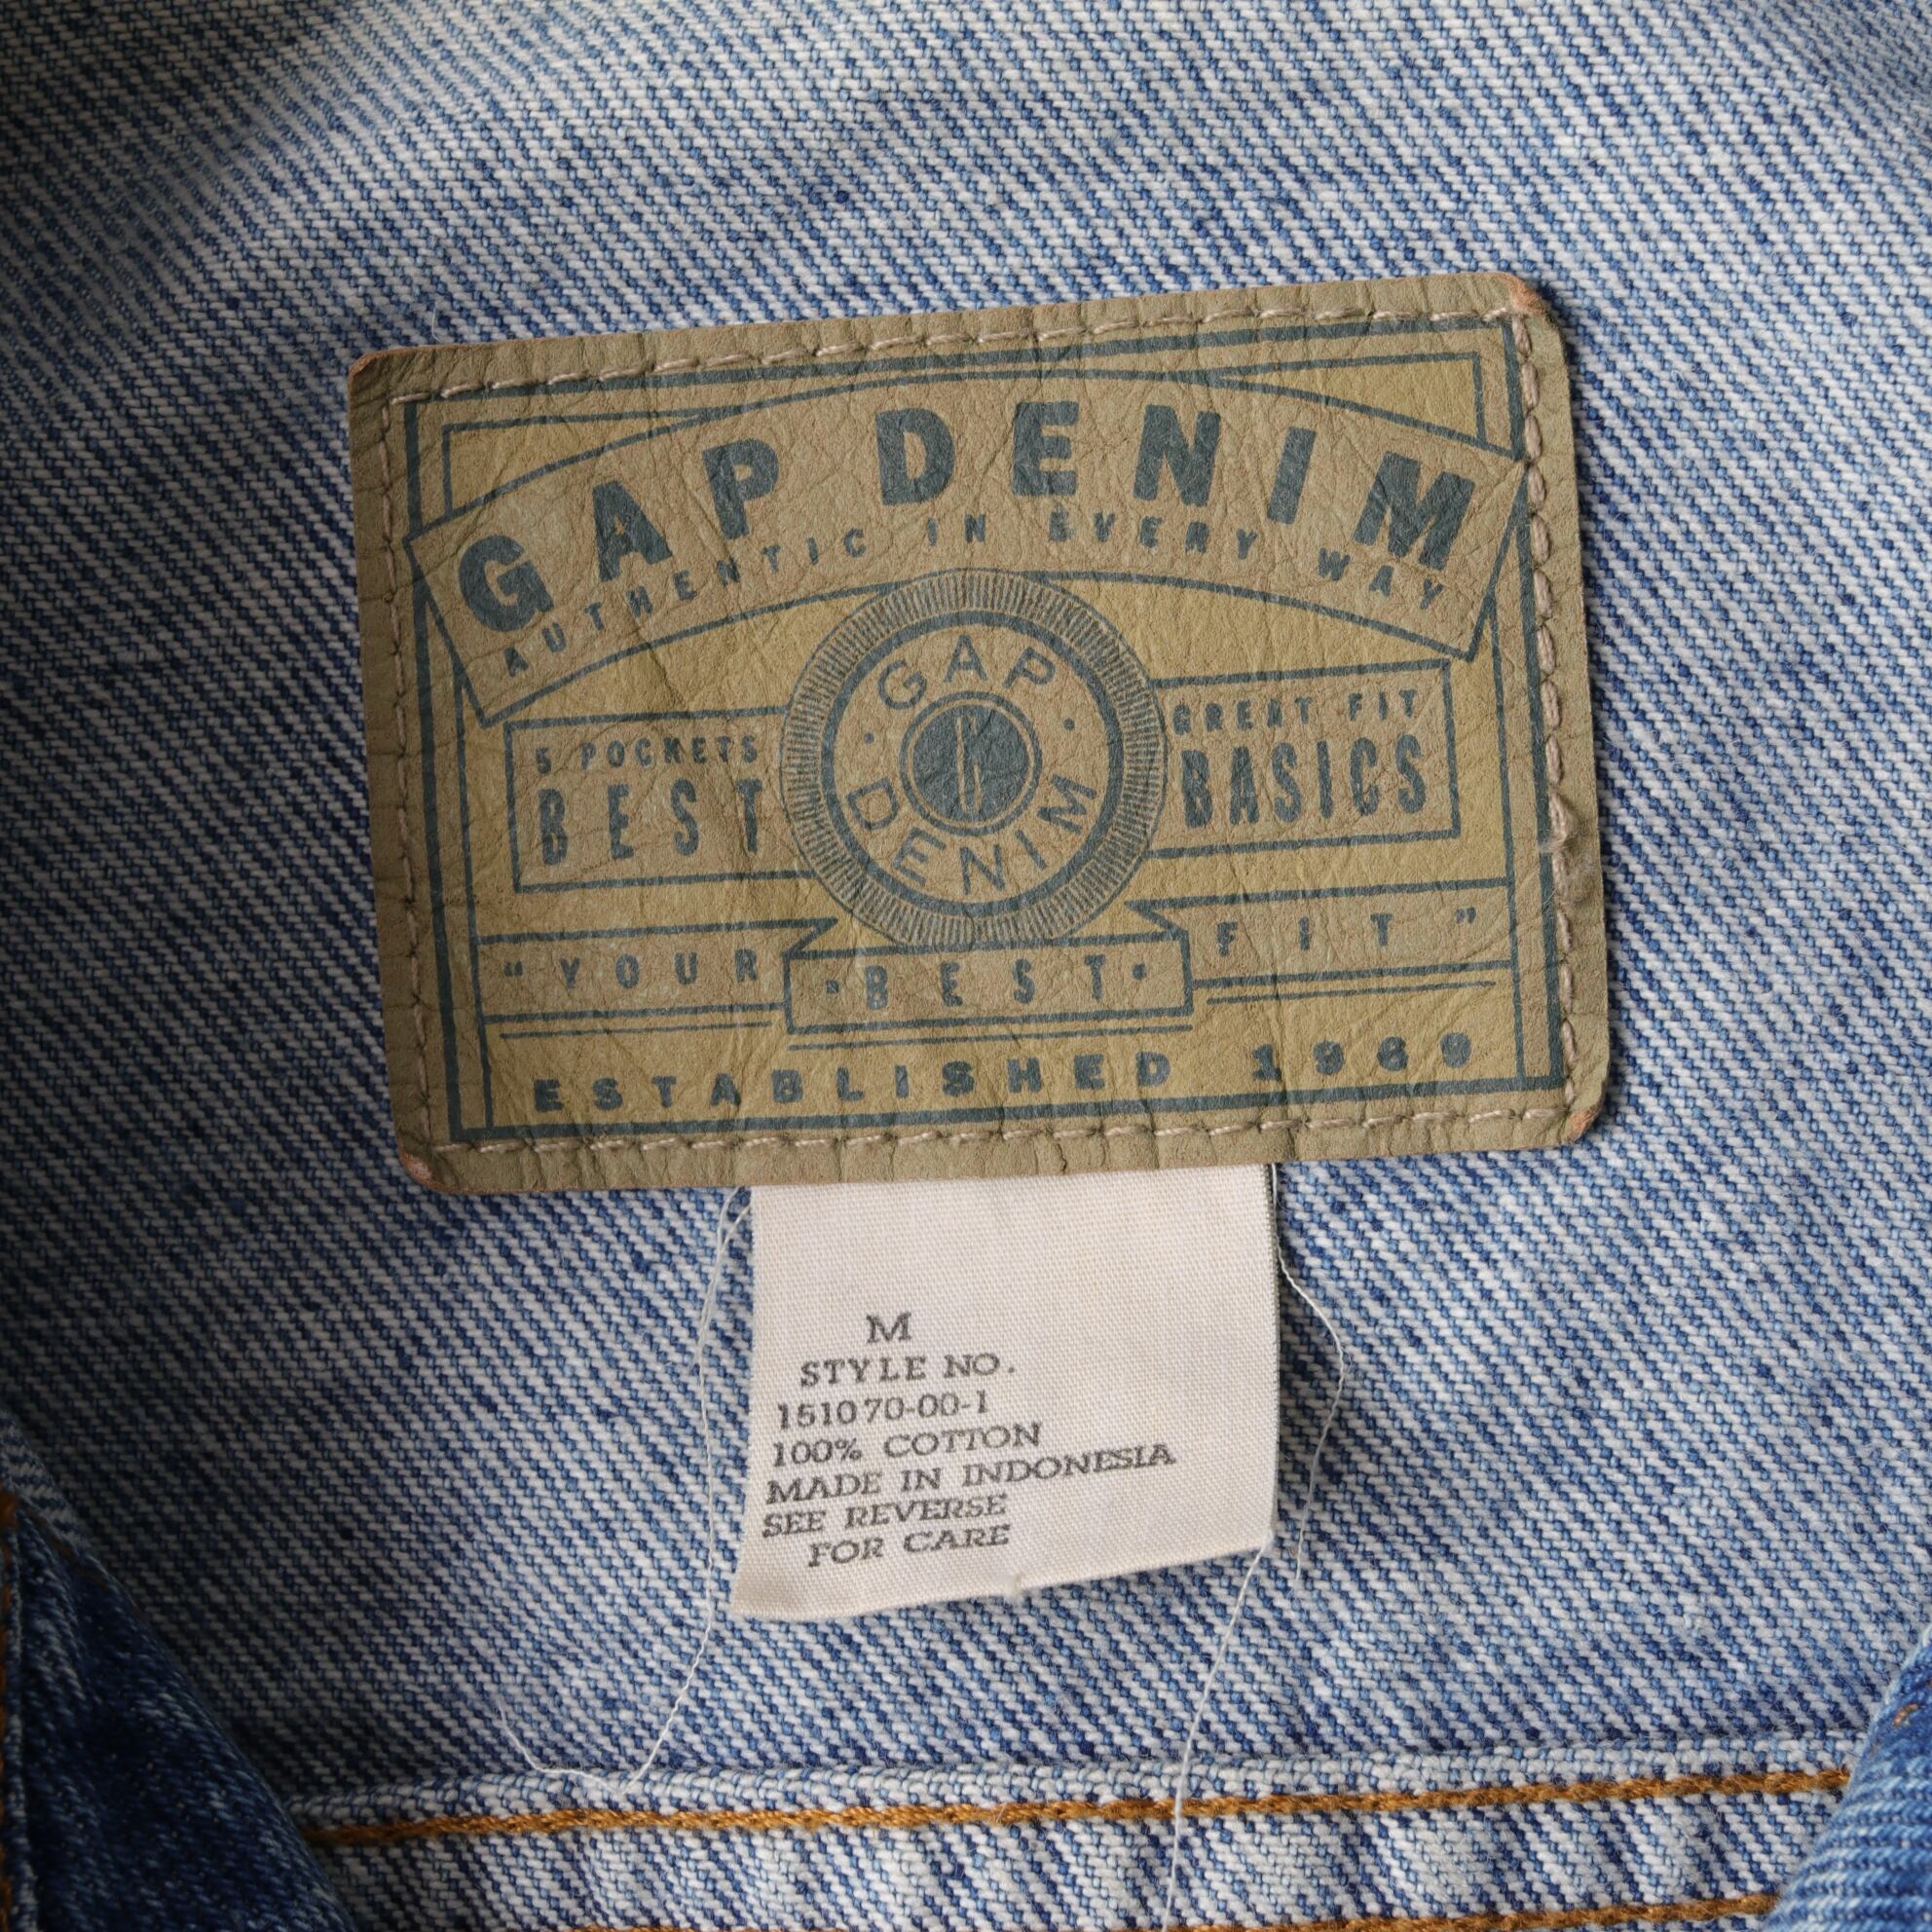 GAP DENIM
AUTHENTIC IN EVERY WAY
GAP
· DENIM ·
5 POCKETS
BEST
GREAT FIT
BASICS
"YOUR ·BEST· FIT"
ESTABLISHED 1969
M
STYLE NO.
151070-00-1
100% COTTON
MADE IN INDONESIA
SEE REVERSE
FOR CARE